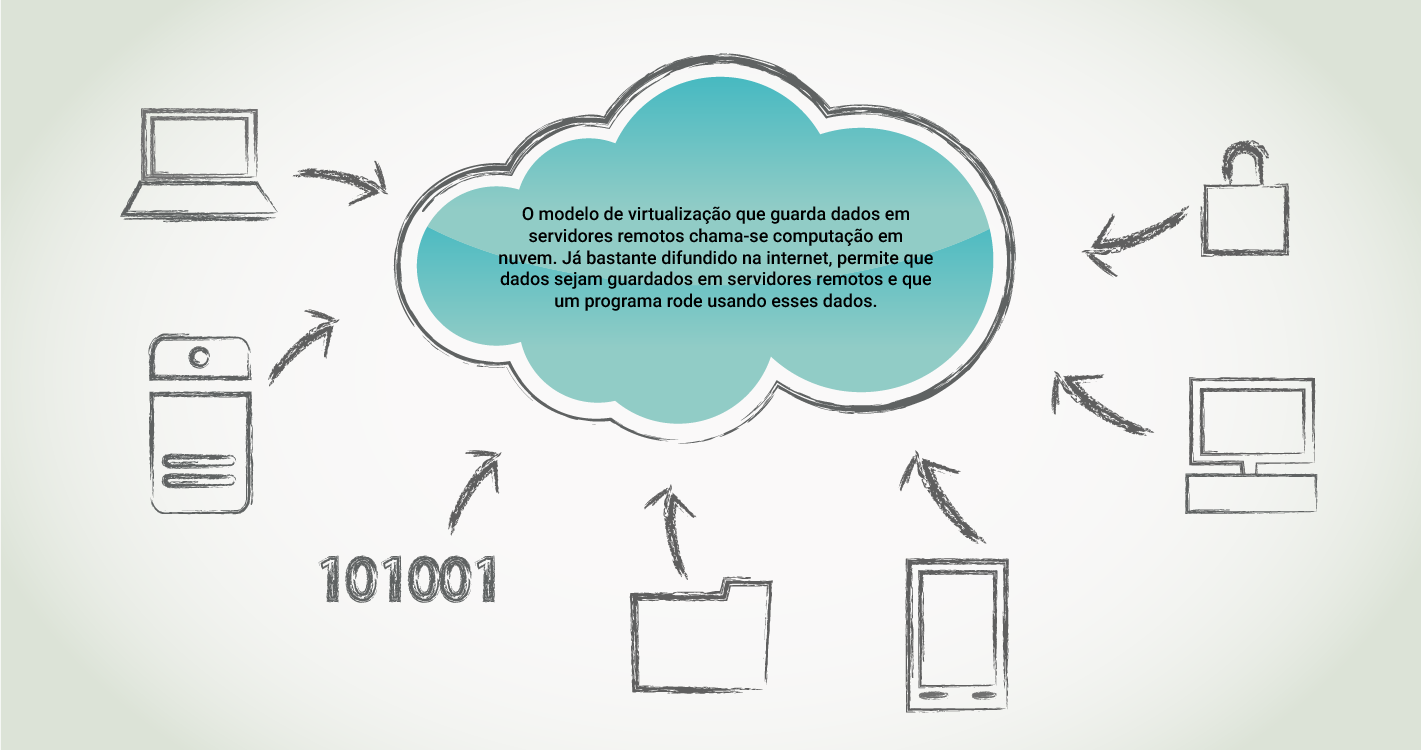 O modelo de virtualização que guarda dados em
servidores remotos chama-se computação em
nuvem. Já bastante difundido na internet, permite que
dados sejam guardados em servidores remotos e que
um programa rode usando esses dados.
101001